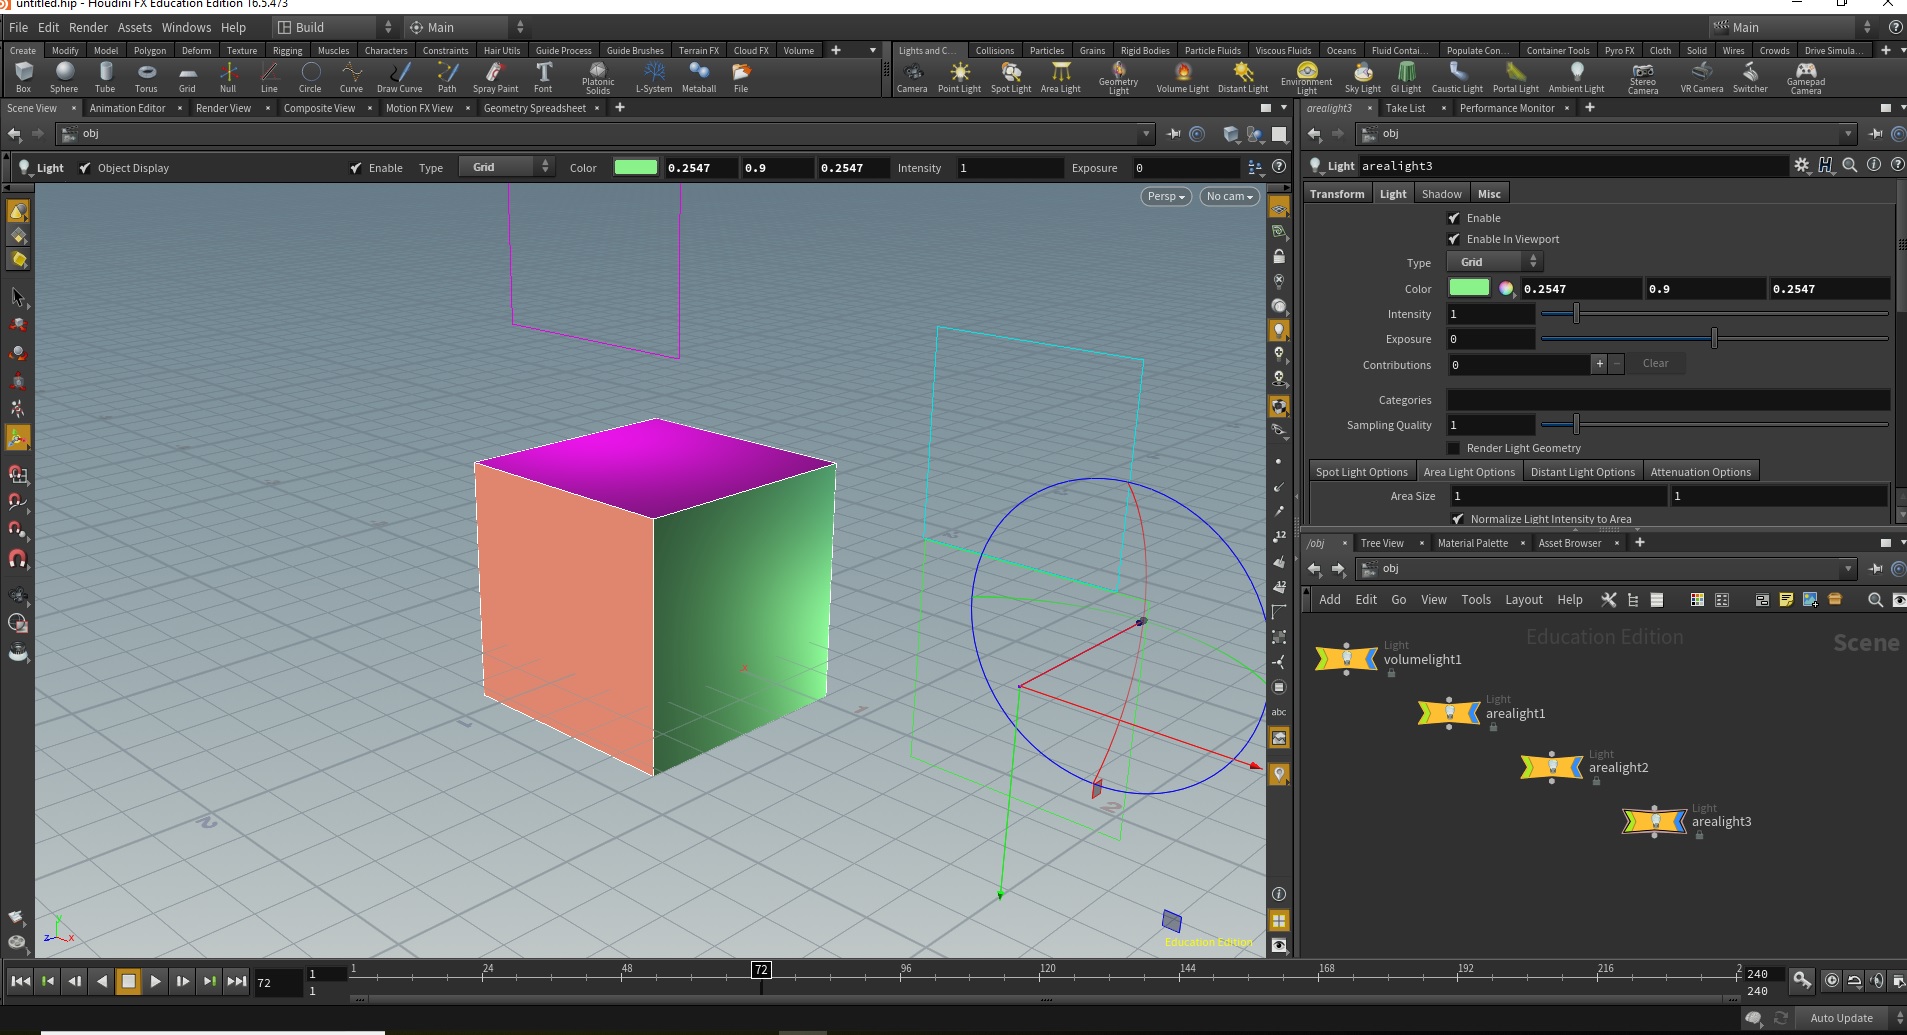 untitled.hip - Houdini FX Education Edition 16.5.473
File Edit Render Assets Windows Help Build Main Main
Create Modify Model Polygon Deform Texture Rigging Muscles Characters Constraints Hair Utils Guide Process Guide Brushes Terrain FX Cloud FX Volume
Lights and C... Collisions Particles Grains Rigid Bodies Particle Fluids Viscous Fluids Oceans Fluid Contai... Populate Con... Container Tools Pyro FX Cloth Solid Wires Crowds Drive Simula...
Box Sphere Tube Torus Grid Null Line Circle Curve Draw Curve Path Spray Paint Font Platonic Solids L-System Metaball File
Camera Point Light Spot Light Area Light Geometry Light Volume Light Distant Light Environment Light Sky Light GI Light Caustic Light Portal Light Ambient Light Stereo Camera VR Camera Switcher Gamepad Camera
Scene View Animation Editor Render View Composite View Motion FX View Geometry Spreadsheet
obj
Light Object Display Enable Type Grid Color 0.2547 0.9 0.2547 Intensity 1 Exposure 0
Persp No cam
12
12
abc
x
1
2
2
y
z x
Education Edition
arealight3 Take List Performance Monitor
obj
Light arealight3
Transform Light Shadow Misc
Enable
Enable In Viewport
Type Grid
Color 0.2547 0.9 0.2547
Intensity 1
Exposure 0
Contributions 0 + − Clear
Categories
Sampling Quality 1
Render Light Geometry
Spot Light Options Area Light Options Distant Light Options Attenuation Options
Area Size 1 1
Normalize Light Intensity to Area
/obj Tree View Material Palette Asset Browser
obj
Add Edit Go View Tools Layout Help
Education Edition
Scene
Light
volumelight1
Light
arealight1
Light
arealight2
Light
arealight3
72 1 1 24 48 72 96 120 144 168 192 216 2 240
1 240
Auto Update